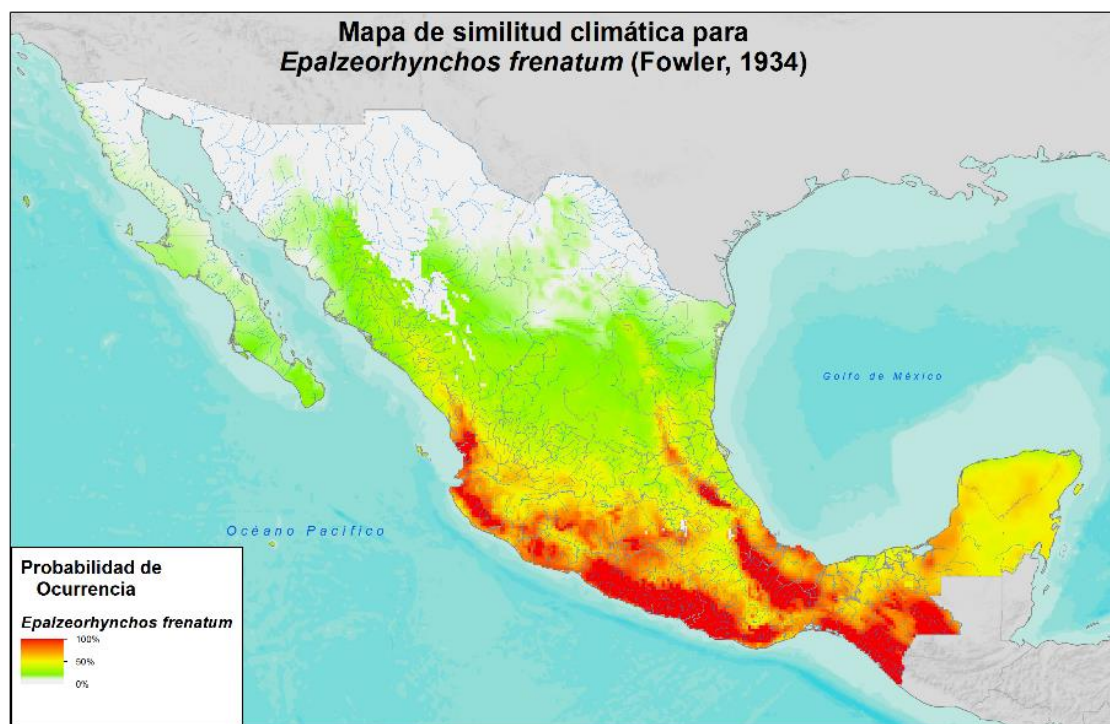 Mapa de similitud climática para
Epalzeorhynchos frenatum (Fowler, 1934)
Golfo de México
Océano Pacífico
Probabilidad de
Ocurrencia
Epalzeorhynchos frenatum
100%
50%
0%